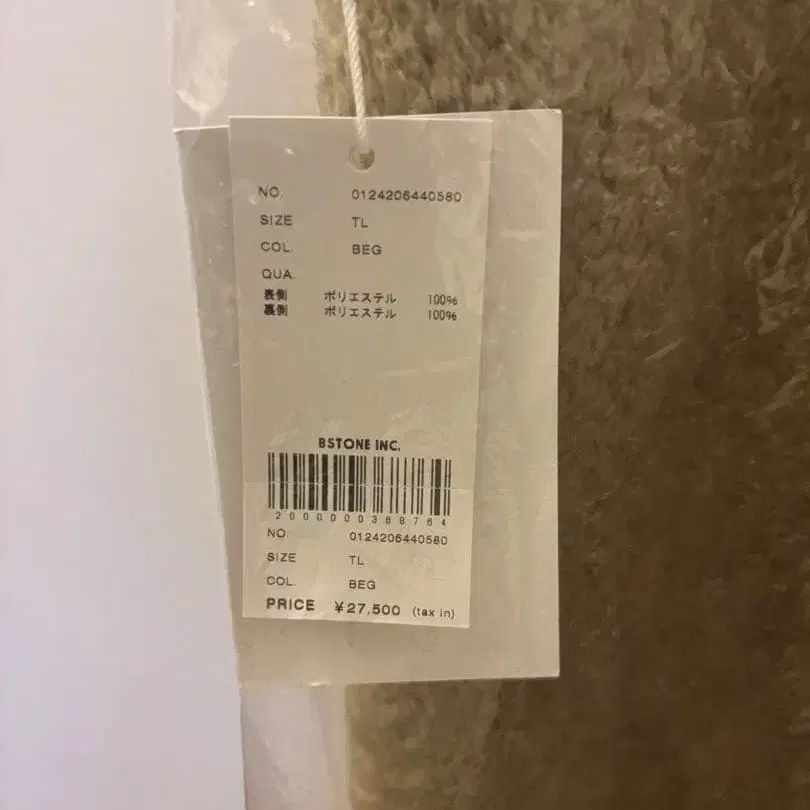 NO. 0124206440580
SIZE TL
COL. BEG
QUA.
表側 ポリエステル 100%
裏側 ポリエステル 100%
BSTONE INC.
2000000368764
NO. 0124206440580
SIZE TL
COL. BEG
PRICE ¥27,500 (tax in)